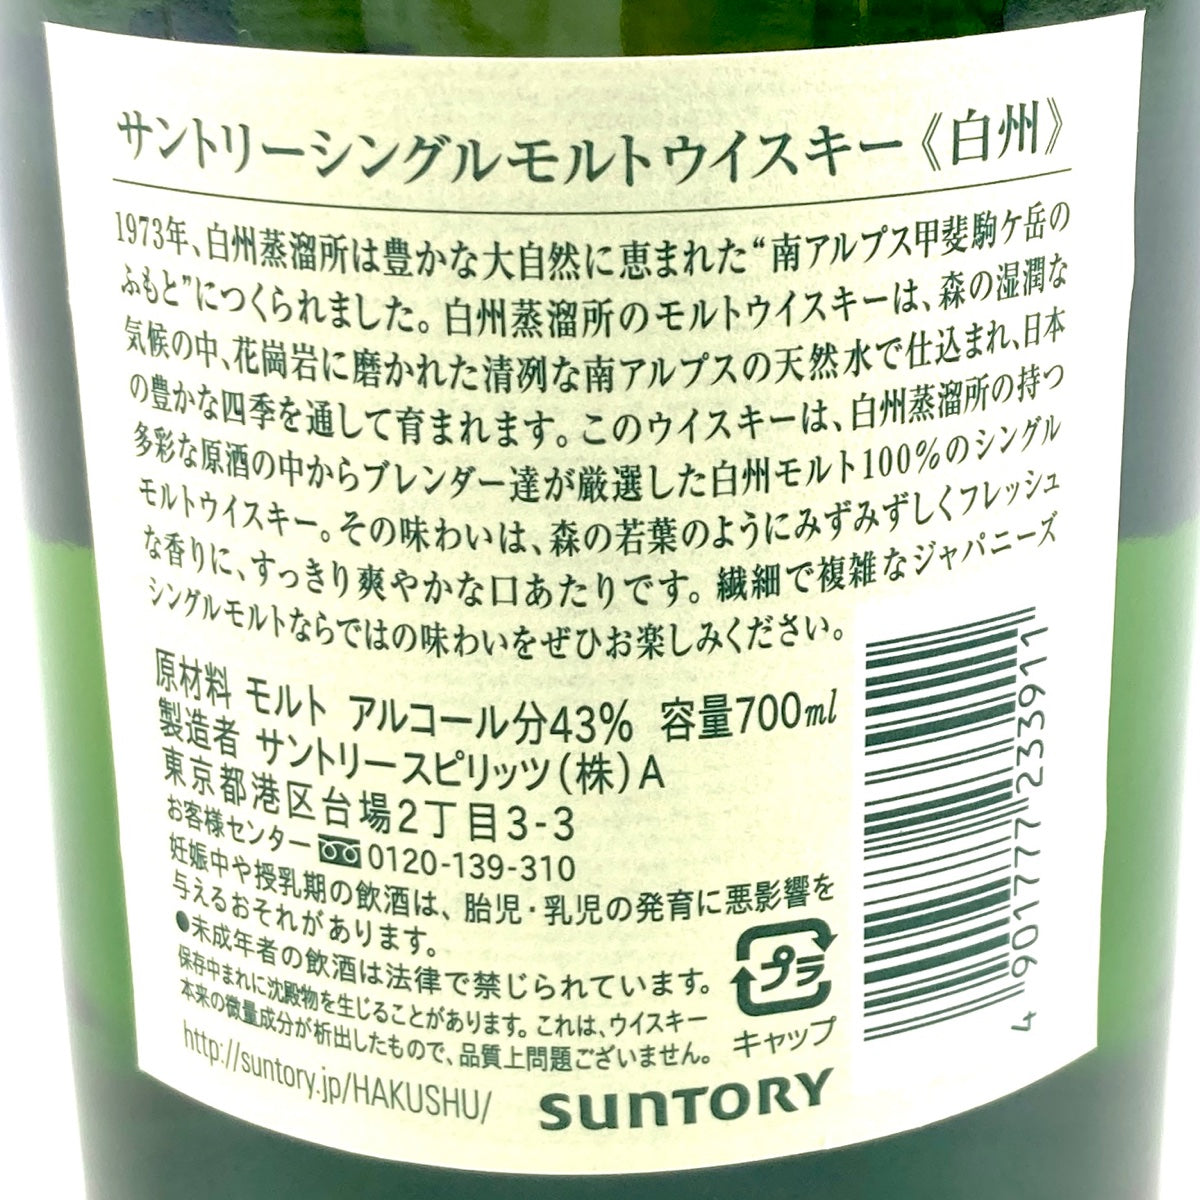 サントリーシングルモルトウイスキー《白州》
1973年、白州蒸溜所は豊かな大自然に恵まれた“南アルプス甲斐駒ケ岳の
ふもと”につくられました。白州蒸溜所のモルトウイスキーは、森の湿潤な
気候の中、花崗岩に磨かれた清冽な南アルプスの天然水で仕込まれ、日本
の豊かな四季を通して育まれます。このウイスキーは、白州蒸溜所の持つ
多彩な原酒の中からブレンダー達が厳選した白州モルト100%のシングル
モルトウイスキー。その味わいは、森の若葉のようにみずみずしくフレッシュ
な香りに、すっきり爽やかな口あたりです。繊細で複雑なジャパニーズ
シングルモルトならではの味わいをぜひお楽しみください。
原材料 モルト アルコール分43% 容量700ml
製造者 サントリースピリッツ(株)A
東京都港区台場2丁目3-3
お客様センター 0120-139-310
妊娠中や授乳期の飲酒は、胎児・乳児の発育に悪影響を
与えるおそれがあります。
●未成年者の飲酒は法律で禁じられています。
保存中まれに沈殿物を生じることがあります。これは、ウイスキー
本来の微量成分が析出したもので、品質上問題ございません。
http://suntory.jp/HAKUSHU/
プラ
キャップ
SUNTORY
4 901777 233911